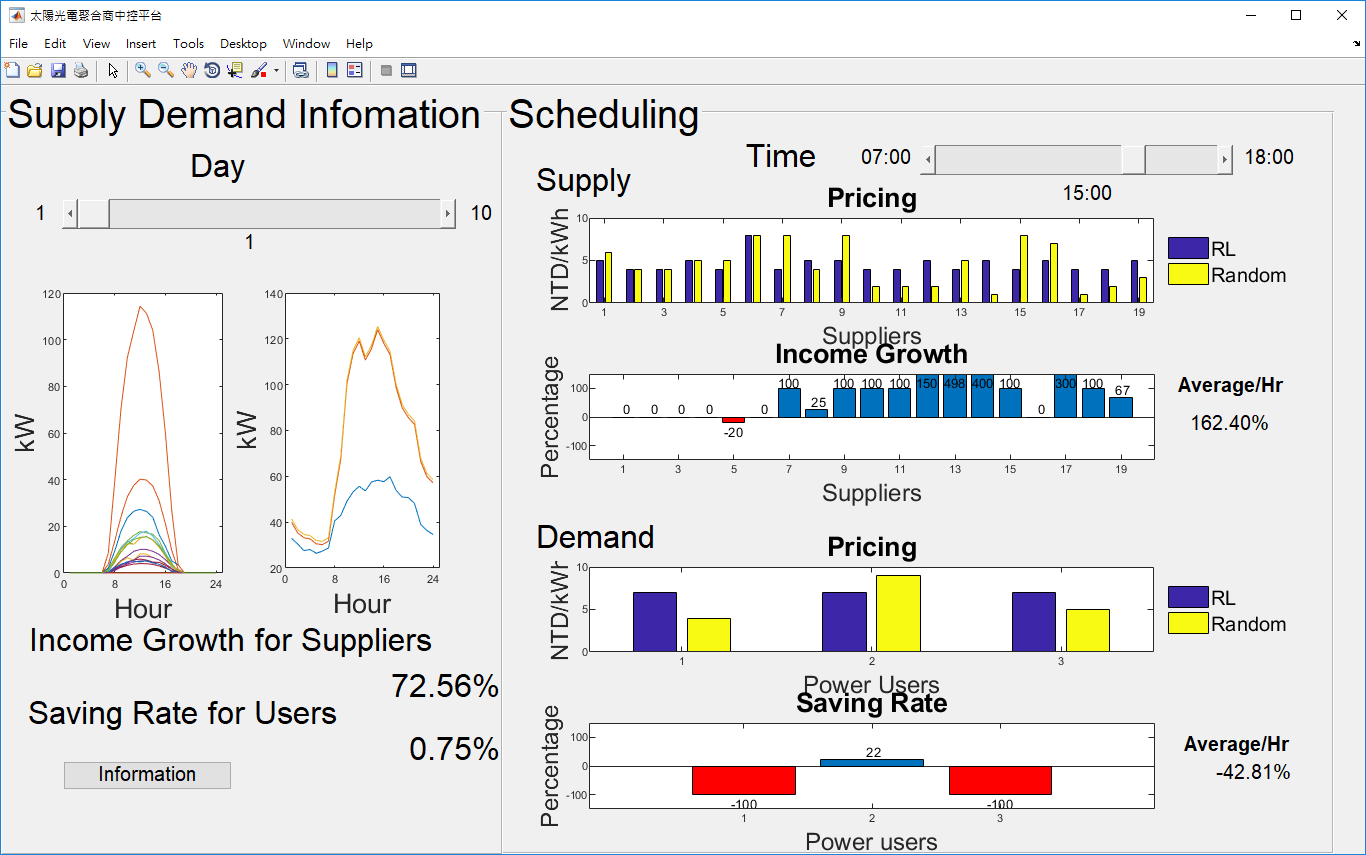 太陽光電聚合商中控平台
File Edit View Insert Tools Desktop Window Help
Supply Demand Infomation
Day
1 10
1
120
100
80
60
40
20
0
kW
0 8 16 24
Hour
140
120
100
80
60
40
20
kW
0 8 16 24
Hour
Income Growth for Suppliers
72.56%
Saving Rate for Users
0.75%
Information
Scheduling
Time 07:00 18:00
15:00
Supply
Pricing
NTD/kWh
10
5
0
1 3 5 7 9 11 13 15 17 19
Suppliers
RL
Random
Income Growth
Percentage
100
0
-100
0 0 0 0 -20 0 100 25 100 100 100 150 498 400 100 0 300 100 67
1 3 5 7 9 11 13 15 17 19
Suppliers
Average/Hr
162.40%
Demand
Pricing
NTD/kWh
10
5
0
1 2 3
Power Users
RL
Random
Saving Rate
Percentage
100
0
-100
-100 22 -100
1 2 3
Power users
Average/Hr
-42.81%